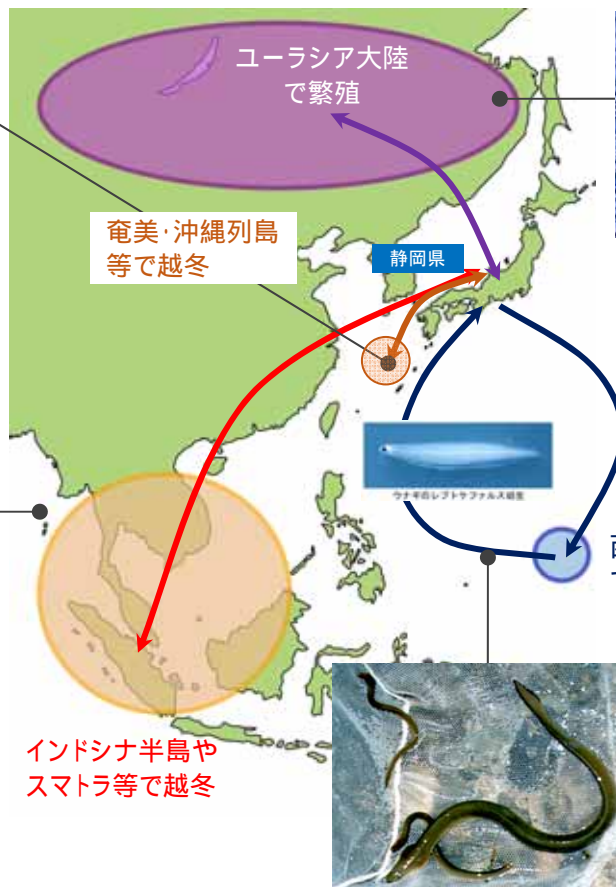 ユーラシア大陸
で繁殖
奄美・沖縄列島
等で越冬
静岡県
ウナギのレプトケファルス幼生
インドシナ半島や
スマトラ等で越冬